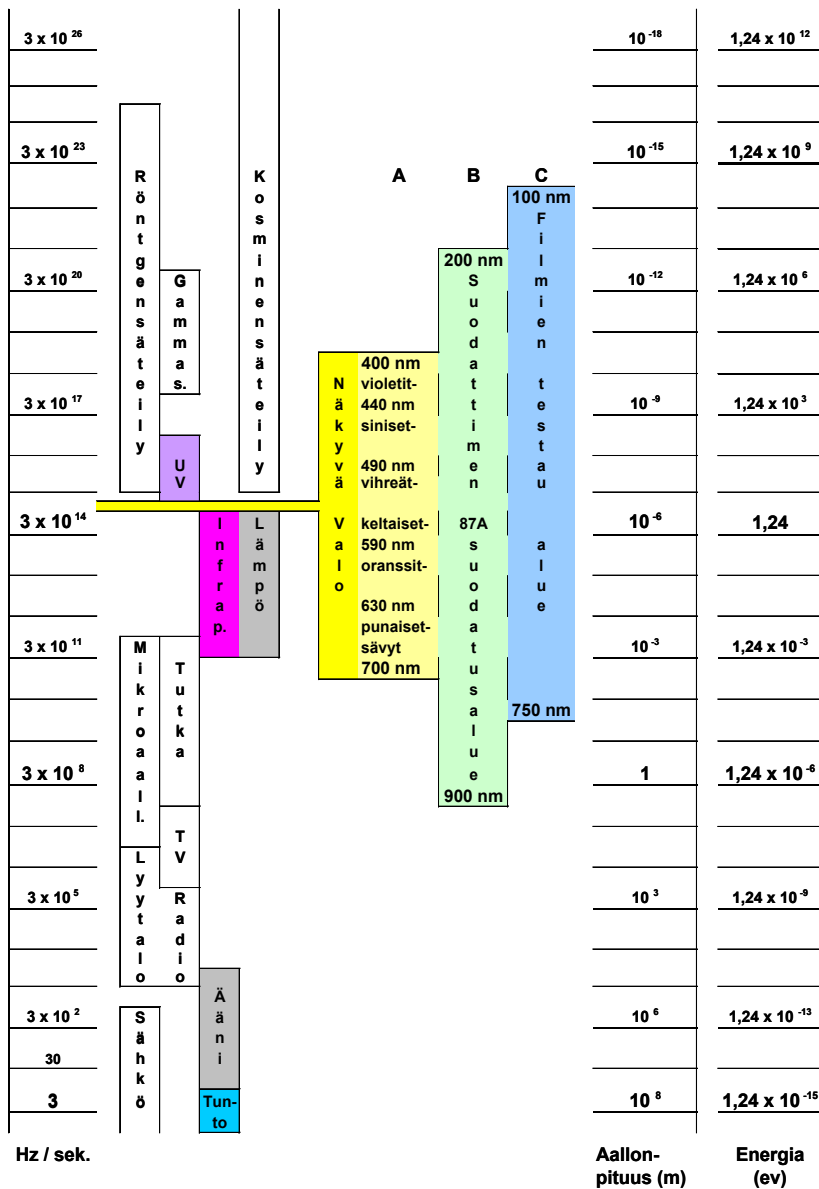 3 x 10 26
10 -18
1,24 x 10 12
3 x 10 23
10 -15
1,24 x 10 9
Röntgensäteily
Kosminensäteily
A
B
C
100 nm
Filmien testau alue
750 nm
200 nm
Suodattimen 87A suodatusalue
900 nm
3 x 10 20
Gammas.
10 -12
1,24 x 10 6
Näkyvä Valo
400 nm
violetit-
440 nm
siniset-
490 nm
vihreät-
keltaiset-
590 nm
oranssit-
630 nm
punaiset-
sävyt
700 nm
3 x 10 17
10 -9
1,24 x 10 3
UV
3 x 10 14
Infrap.
Lämpö
10 -6
1,24
3 x 10 11
Mikroaall.
Tutka
10 -3
1,24 x 10 -3
3 x 10 8
1
1,24 x 10 -6
TV
Lyytalo
Radio
3 x 10 5
10 3
1,24 x 10 -9
Ääni
3 x 10 2
Sähkö
10 6
1,24 x 10 -13
30
3
Tun-
to
10 8
1,24 x 10 -15
Hz / sek.
Aallon-
pituus (m)
Energia
(ev)